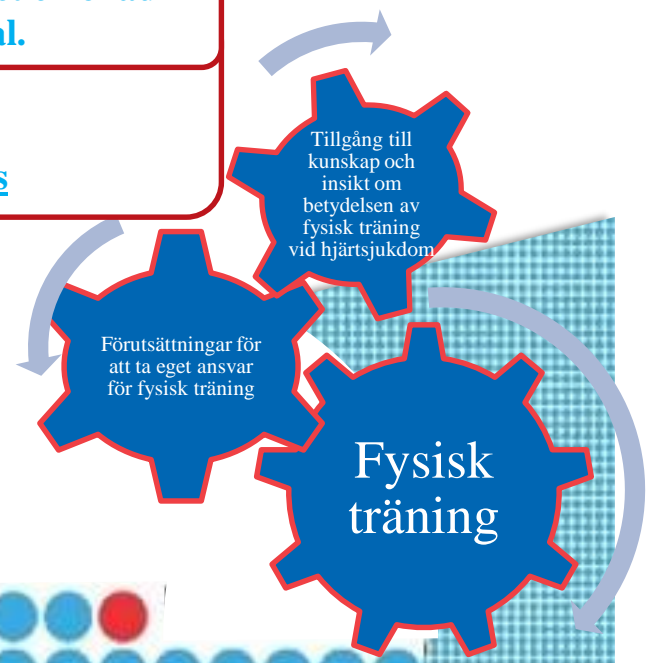 al.
s
Tillgång till
kunskap och
insikt om
betydelsen av
fysisk träning
vid hjärtsjukdom
Förutsättningar för
att ta eget ansvar
för fysisk träning
Fysisk
träning